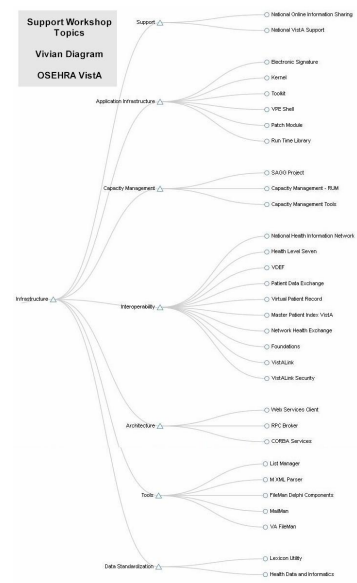 Support Workshop
Topics
Vivian Diagram
OSEHRA VistA
Support
National Online Information Sharing
National VistA Support
Application Infrastructure
Electronic Signature
Kernel
Toolkit
VPE Shell
Patch Module
Run Time Library
Capacity Management
SAGG Project
Capacity Management - RUM
Capacity Management Tools
Infrastructure
Interoperability
National Health Information Network
Health Level Seven
VDEF
Patient Data Exchange
Virtual Patient Record
Master Patient Index VistA
Network Health Exchange
Foundations
VistALink
VistALink Security
Architecture
Web Services Client
RPC Broker
CORBA Services
Tools
List Manager
M XML Parser
FileMan Delphi Components
MailMan
VA FileMan
Data Standardization
Lexicon Utility
Health Data and Informatics